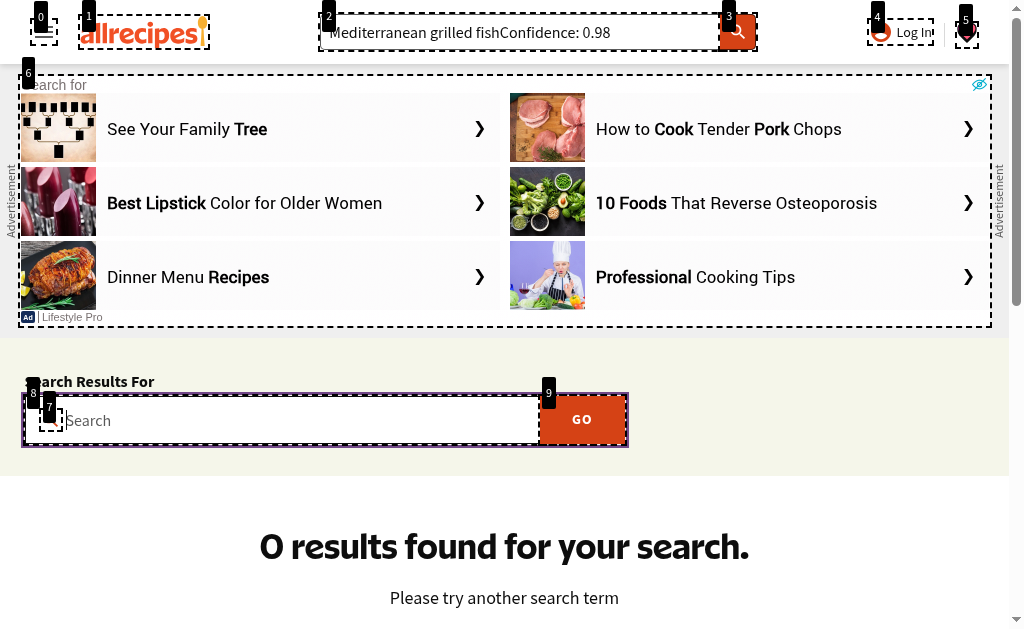 0
1
allrecipes
2
Mediterranean grilled fishConfidence: 0.98
3
4
Log In
5
6
earch for
Advertisement
See Your Family Tree
How to Cook Tender Pork Chops
Best Lipstick Color for Older Women
10 Foods That Reverse Osteoporosis
Dinner Menu Recipes
Professional Cooking Tips
Advertisement
Ad Lifestyle Pro
Search Results For
8
7
Search
9
GO
0 results found for your search.
Please try another search term